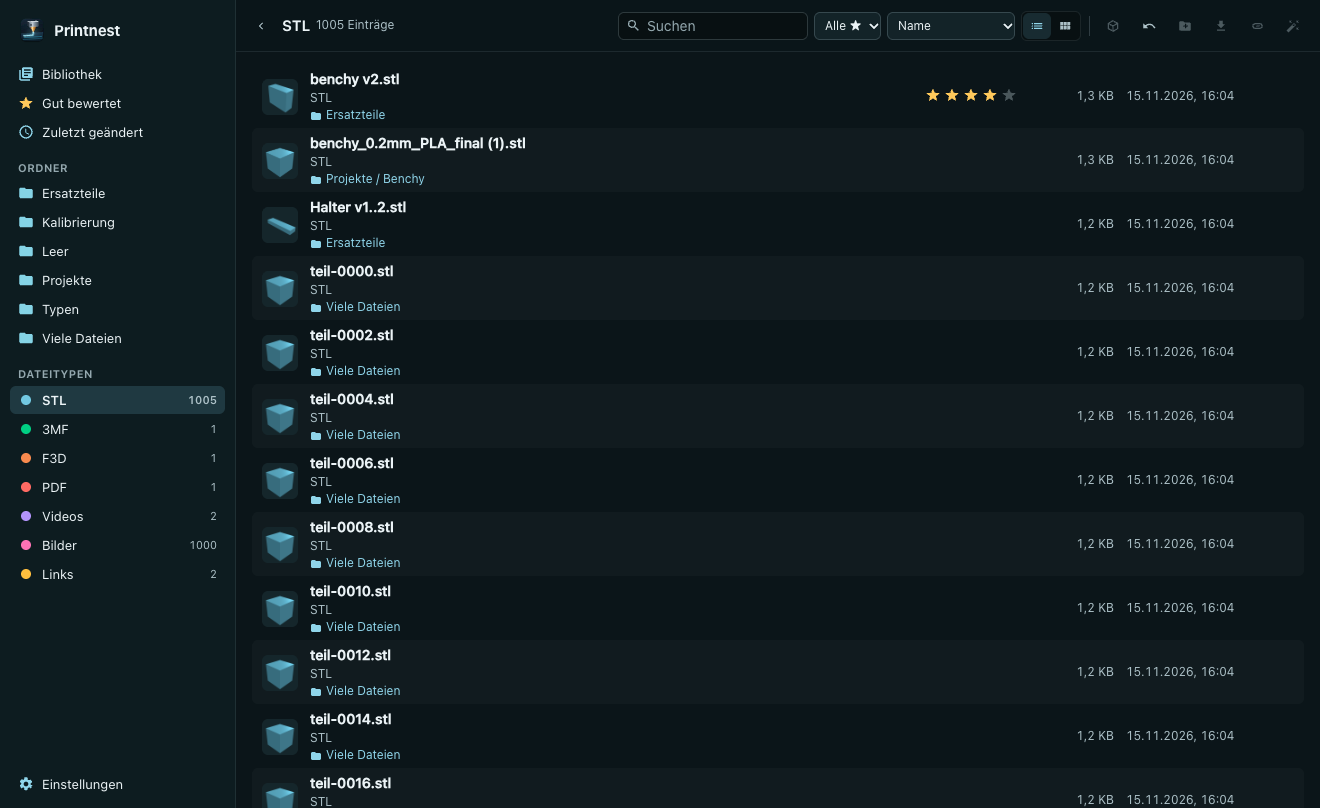 Printnest
Bibliothek
Gut bewertet
Zuletzt geändert
ORDNER
Ersatzteile
Kalibrierung
Leer
Projekte
Typen
Viele Dateien
DATEITYPEN
STL 1005
3MF 1
F3D 1
PDF 1
Videos 2
Bilder 1000
Links 2
Einstellungen
STL 1005 Einträge
Suchen
Alle ★
Name
benchy v2.stl
STL
Ersatzteile
1,3 KB 15.11.2026, 16:04
benchy_0.2mm_PLA_final (1).stl
STL
Projekte / Benchy
1,3 KB 15.11.2026, 16:04
Halter v1..2.stl
STL
Ersatzteile
1,2 KB 15.11.2026, 16:04
teil-0000.stl
STL
Viele Dateien
1,2 KB 15.11.2026, 16:04
teil-0002.stl
STL
Viele Dateien
1,2 KB 15.11.2026, 16:04
teil-0004.stl
STL
Viele Dateien
1,2 KB 15.11.2026, 16:04
teil-0006.stl
STL
Viele Dateien
1,2 KB 15.11.2026, 16:04
teil-0008.stl
STL
Viele Dateien
1,2 KB 15.11.2026, 16:04
teil-0010.stl
STL
Viele Dateien
1,2 KB 15.11.2026, 16:04
teil-0012.stl
STL
Viele Dateien
1,2 KB 15.11.2026, 16:04
teil-0014.stl
STL
Viele Dateien
1,2 KB 15.11.2026, 16:04
teil-0016.stl
STL
1,2 KB 15.11.2026, 16:04